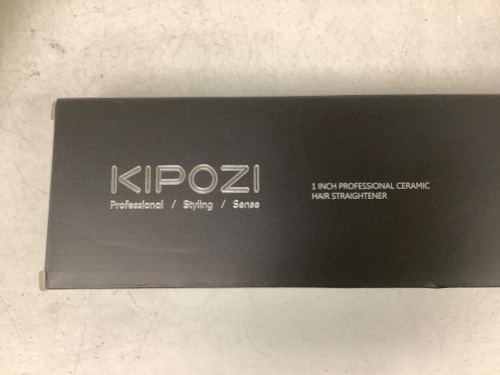 KIPOZI
Professional / Styling / Sense
1 INCH PROFESSIONAL CERAMIC
HAIR STRAIGHTENER